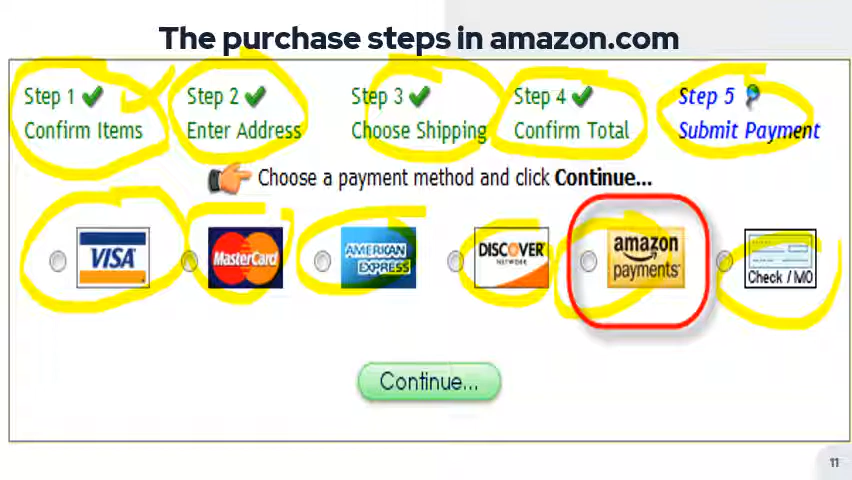 The purchase steps in amazon.com
Step 1 Step 2 Step 3 Step 4 Step 5
Confirm Items Enter Address Choose Shipping Confirm Total Submit Payment
Choose a payment method and click Continue...
VISA MasterCard AMERICAN EXPRESS DISCOVER NETWORK amazon payments Check / MO
Continue...
11